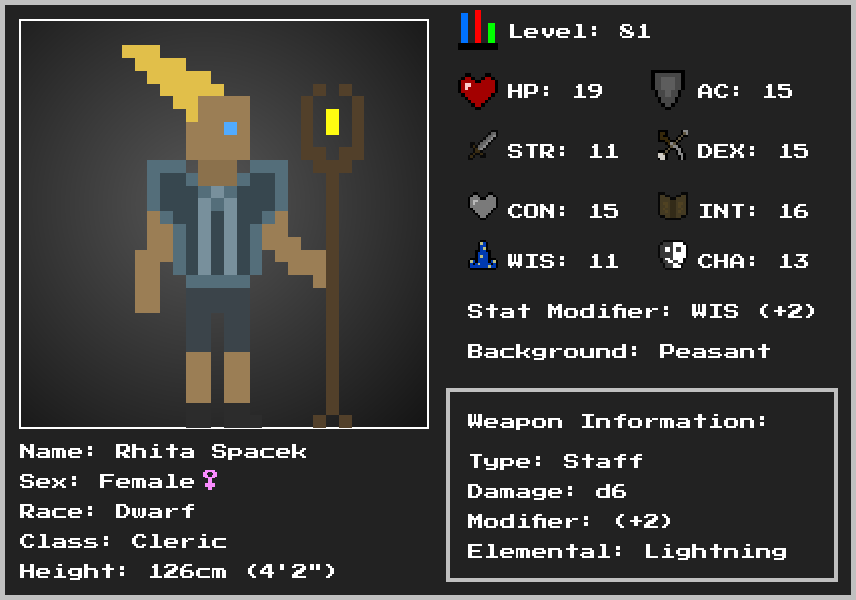 Level: 81
HP: 19
AC: 15
STR: 11
DEX: 15
CON: 15
INT: 16
WIS: 11
CHA: 13
Stat Modifier: WIS (+2)
Background: Peasant
Weapon Information:
Type: Staff
Damage: d6
Modifier: (+2)
Elemental: Lightning
Name: Rhita Spacek
Sex: Female♀
Race: Dwarf
Class: Cleric
Height: 126cm (4'2")